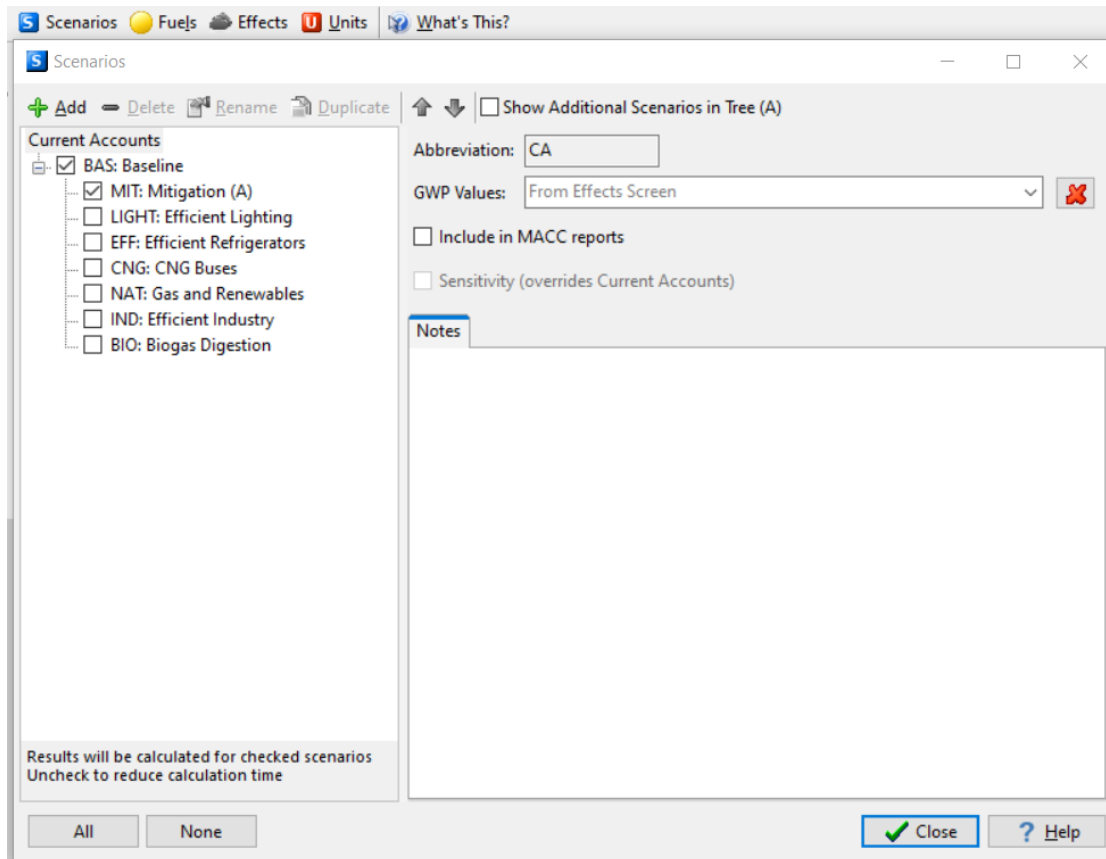 S Scenarios Fuels Effects U Units What's This?
S Scenarios
Add Delete Rename Duplicate Show Additional Scenarios in Tree (A)
Current Accounts
BAS: Baseline
MIT: Mitigation (A)
LIGHT: Efficient Lighting
EFF: Efficient Refrigerators
CNG: CNG Buses
NAT: Gas and Renewables
IND: Efficient Industry
BIO: Biogas Digestion
Results will be calculated for checked scenarios
Uncheck to reduce calculation time
All None
Abbreviation: CA
GWP Values: From Effects Screen
Include in MACC reports
Sensitivity (overrides Current Accounts)
Notes
Close ? Help